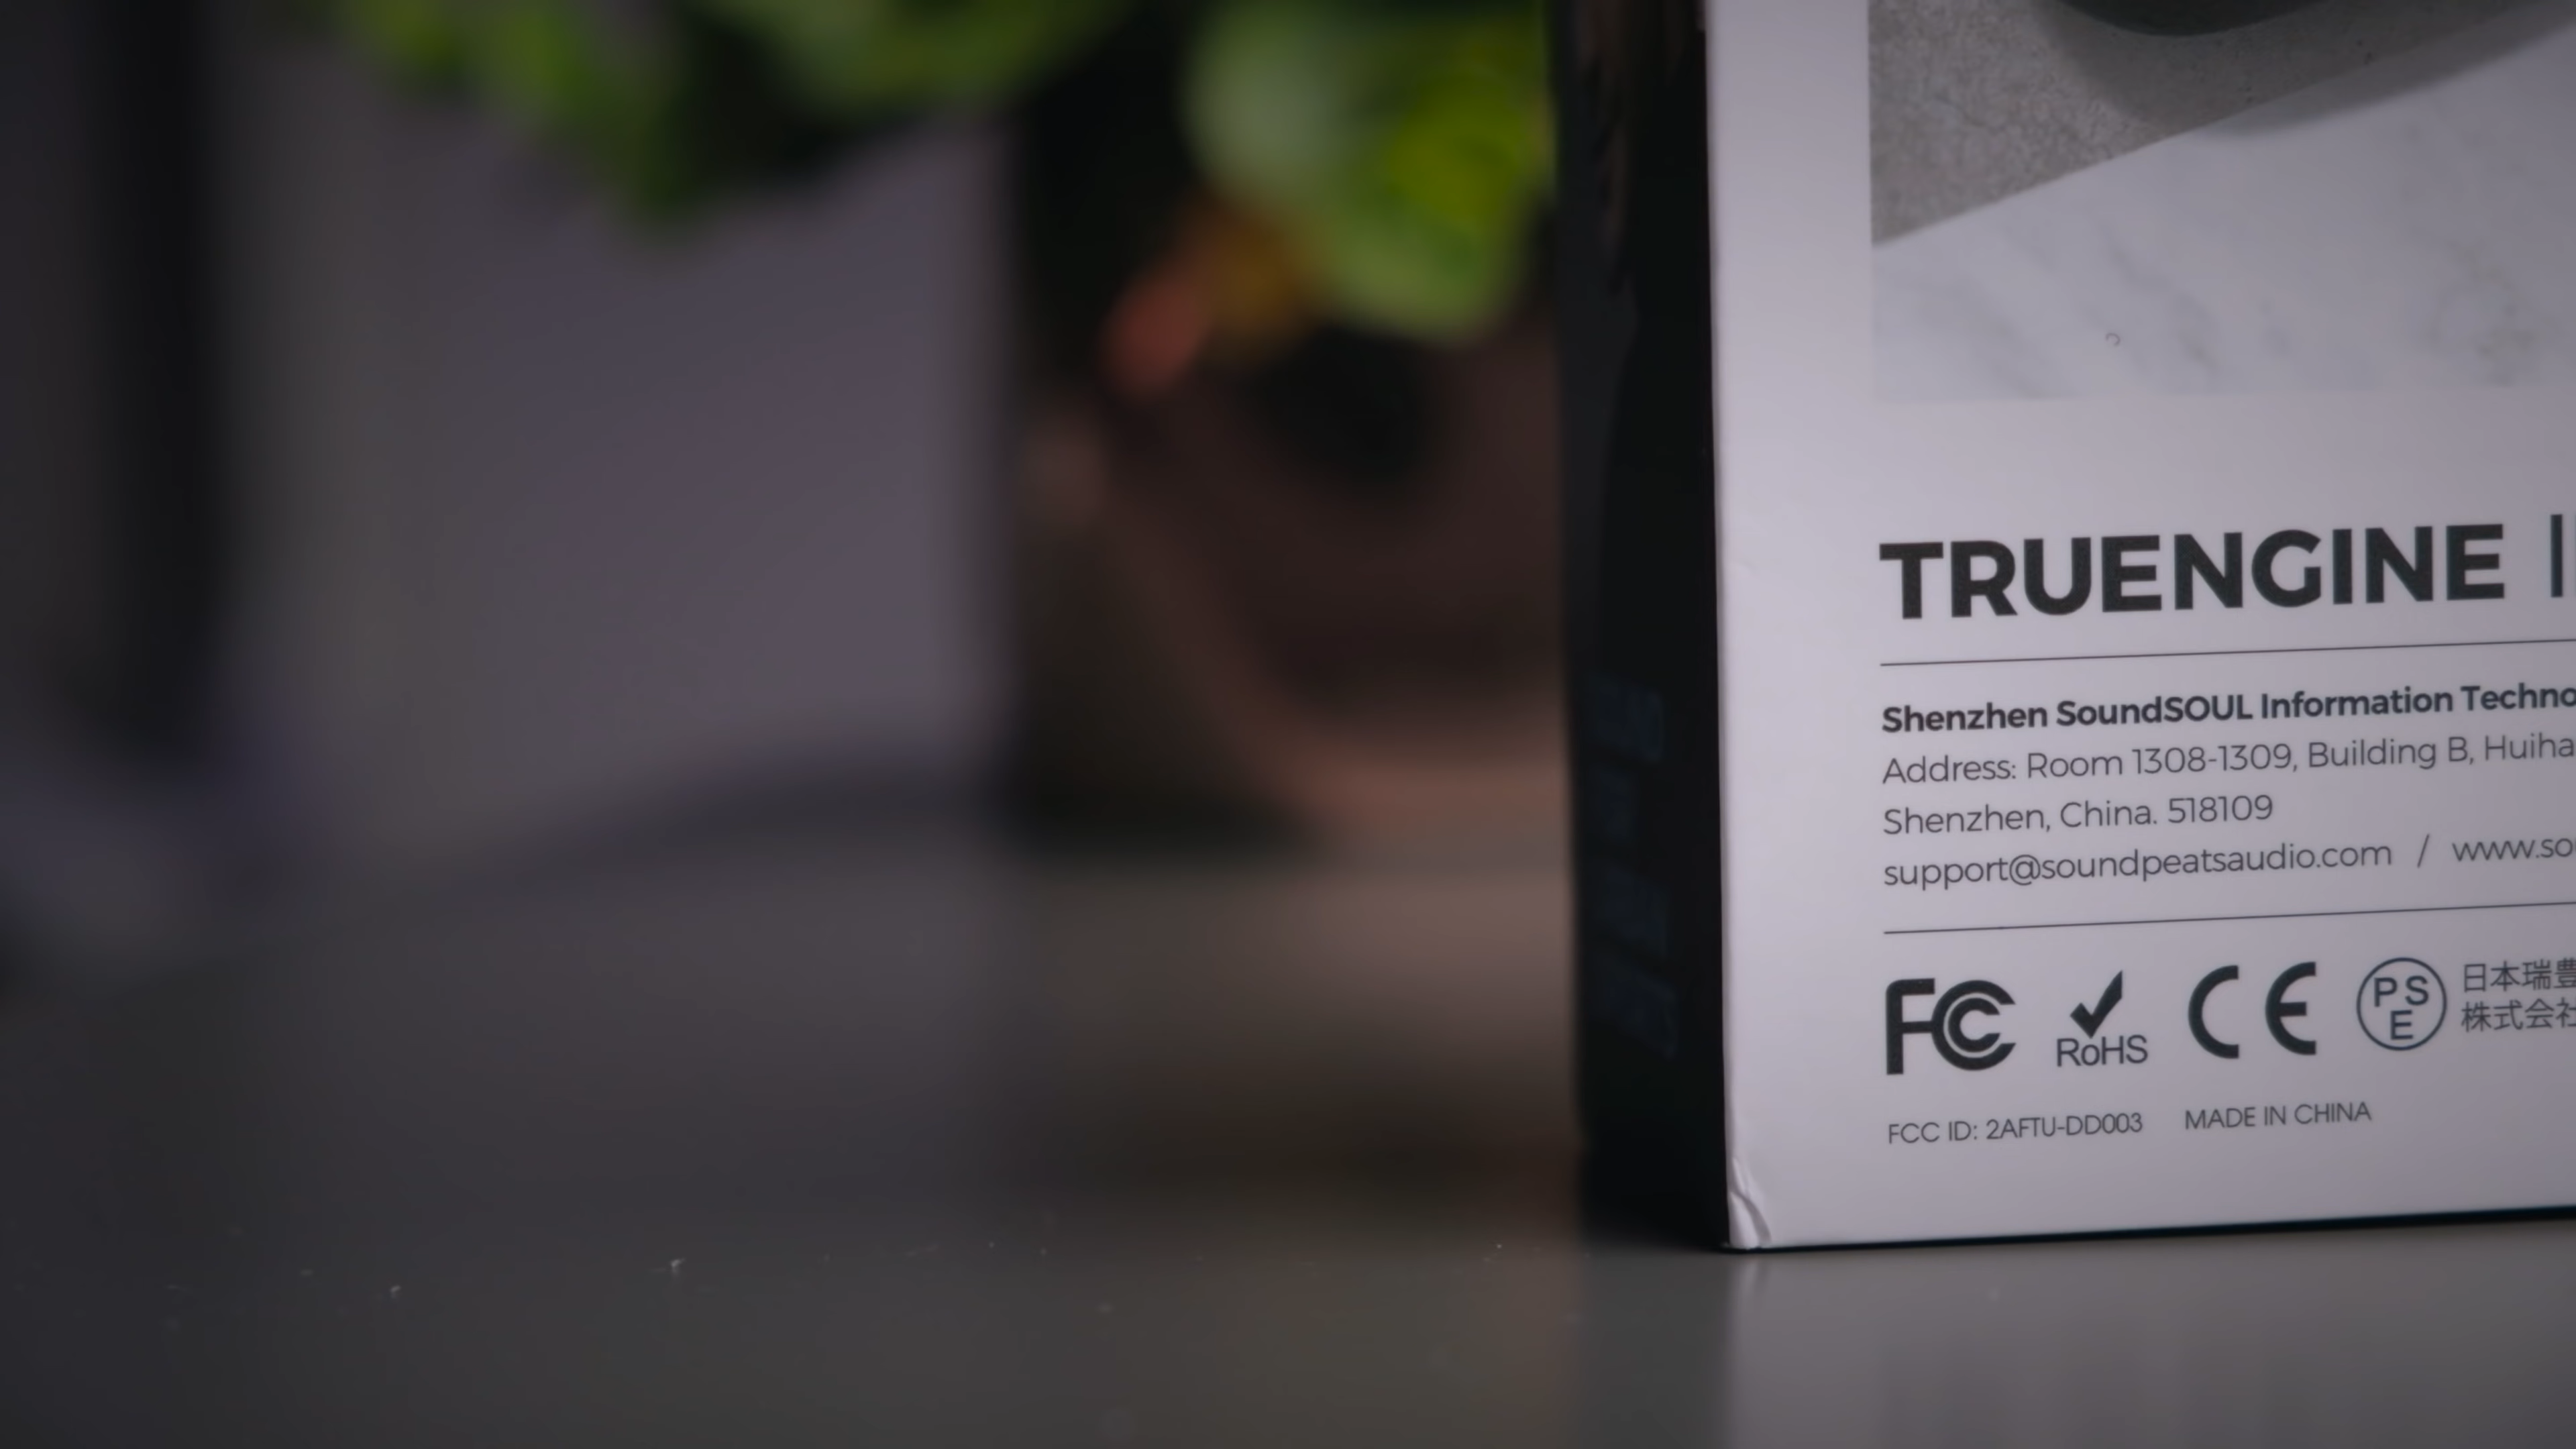 TRUENGINE
Shenzhen SoundSOUL Information Techno
Address: Room 1308-1309, Building B, Huiha
Shenzhen, China. 518109
support@soundpeatsaudio.com / www.so
FC RoHS CE PSE 日本瑞豊
株式会社
FCC ID: 2AFTU-DD003 MADE IN CHINA